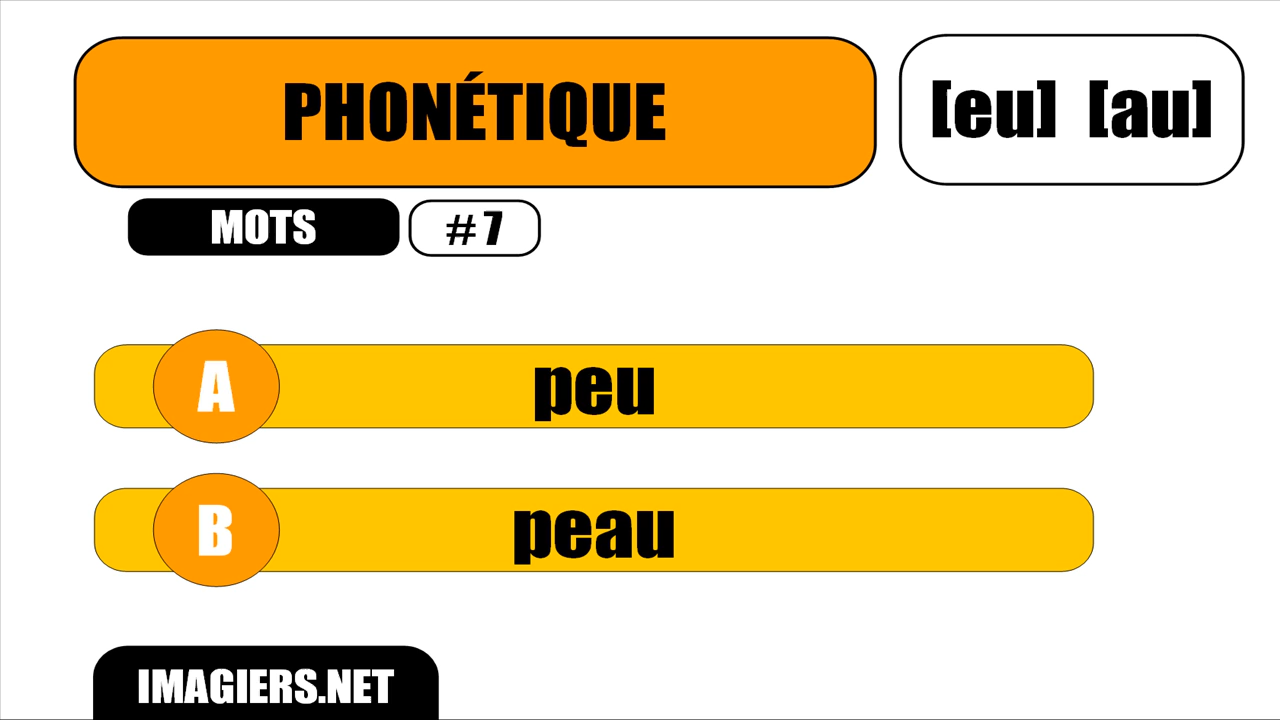 PHONÉTIQUE
[eu] [au]
MOTS
#7
A
peu
B
peau
IMAGIERS.NET